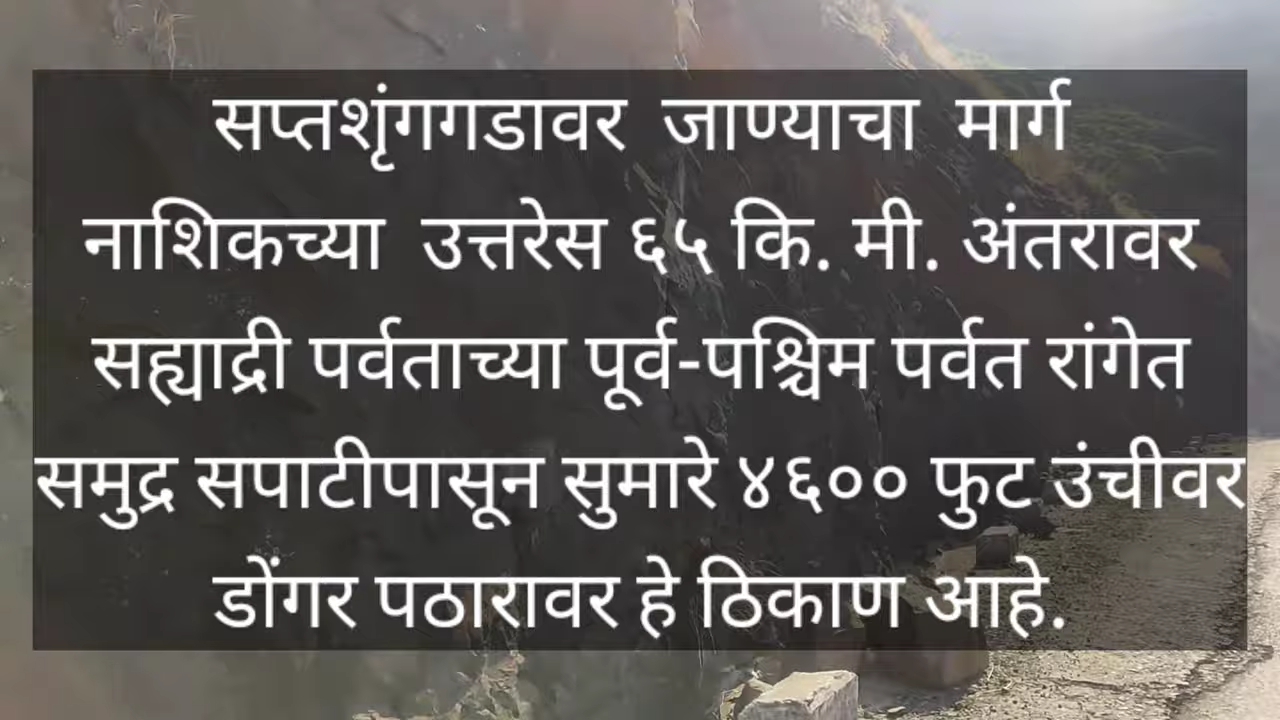 सप्तशृंगगडावर जाण्याचा मार्ग
नाशिकच्या उत्तरेस ६५ कि. मी. अंतरावर
सह्याद्री पर्वताच्या पूर्व-पश्चिम पर्वत रांगेत
समुद्र सपाटीपासून सुमारे ४६०० फुट उंचीवर
डोंगर पठारावर हे ठिकाण आहे.